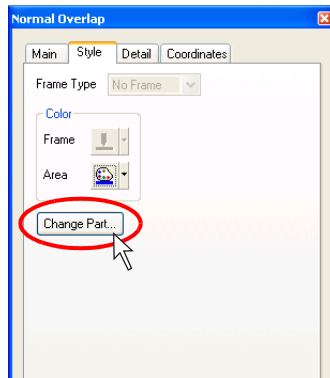 Normal Overlap
Main Style Detail Coordinates
Frame Type No Frame
Color
Frame
Area
Change Part...